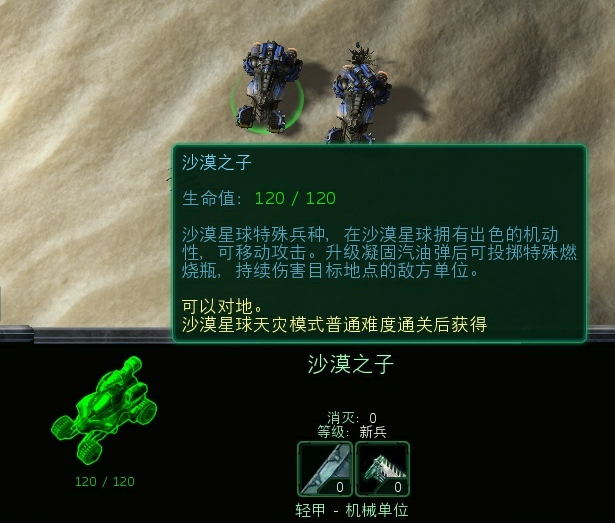 沙漠之子
生命值: 120 / 120
沙漠星球特殊兵种, 在沙漠星球拥有出色的机动
性, 可移动攻击。升级凝固汽油弹后可投掷特殊燃
烧瓶, 持续伤害目标地点的敌方单位。
可以对地。
沙漠星球天灾模式普通难度通关后获得
沙漠之子
消灭: 0
等级: 新兵
0 0
120 / 120
轻甲 - 机械单位